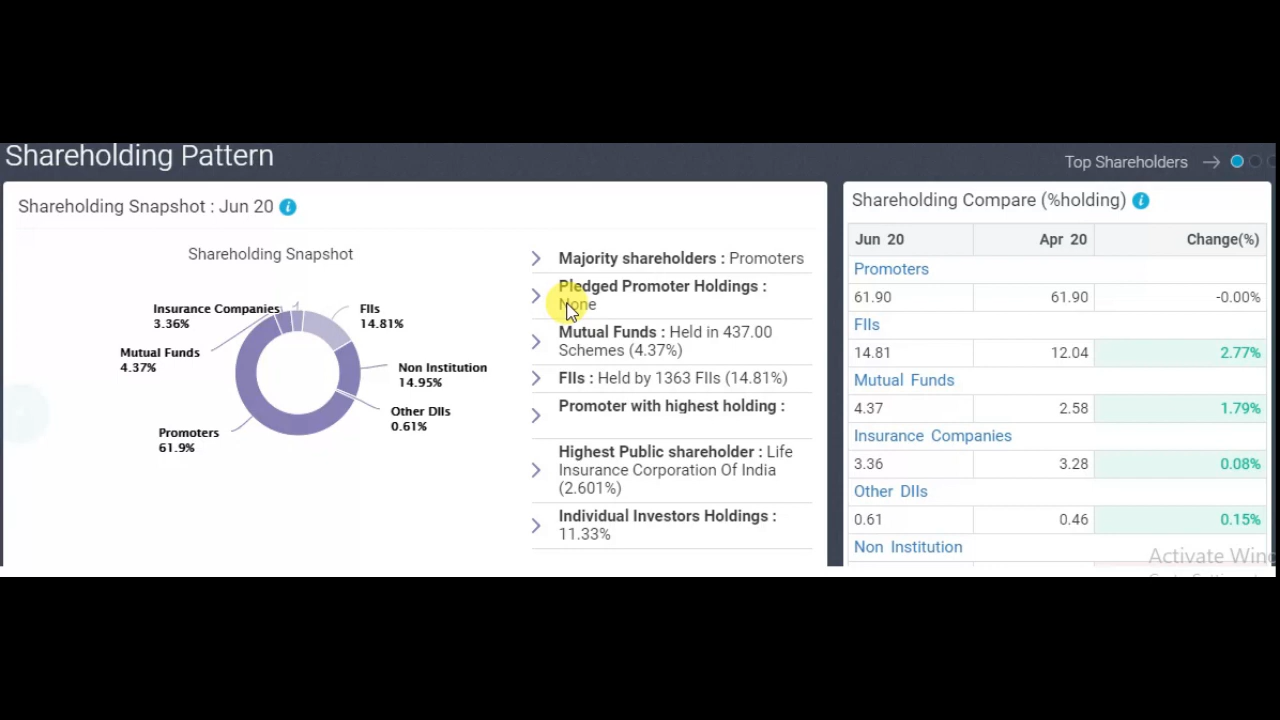 Shareholding Pattern
Top Shareholders
Shareholding Snapshot : Jun 20
Shareholding Snapshot
Insurance Companies
3.36%
FIIs
14.81%
Mutual Funds
4.37%
Non Institution
14.95%
Other DIIs
0.61%
Promoters
61.9%
Majority shareholders : Promoters
Pledged Promoter Holdings :
None
Mutual Funds : Held in 437.00
Schemes (4.37%)
FIIs : Held by 1363 FIIs (14.81%)
Promoter with highest holding :
Highest Public shareholder : Life
Insurance Corporation Of India
(2.601%)
Individual Investors Holdings :
11.33%
Shareholding Compare (%holding)
Jun 20 Apr 20 Change(%)
Promoters
61.90 61.90 -0.00%
FIIs
14.81 12.04 2.77%
Mutual Funds
4.37 2.58 1.79%
Insurance Companies
3.36 3.28 0.08%
Other DIIs
0.61 0.46 0.15%
Non Institution
Activate